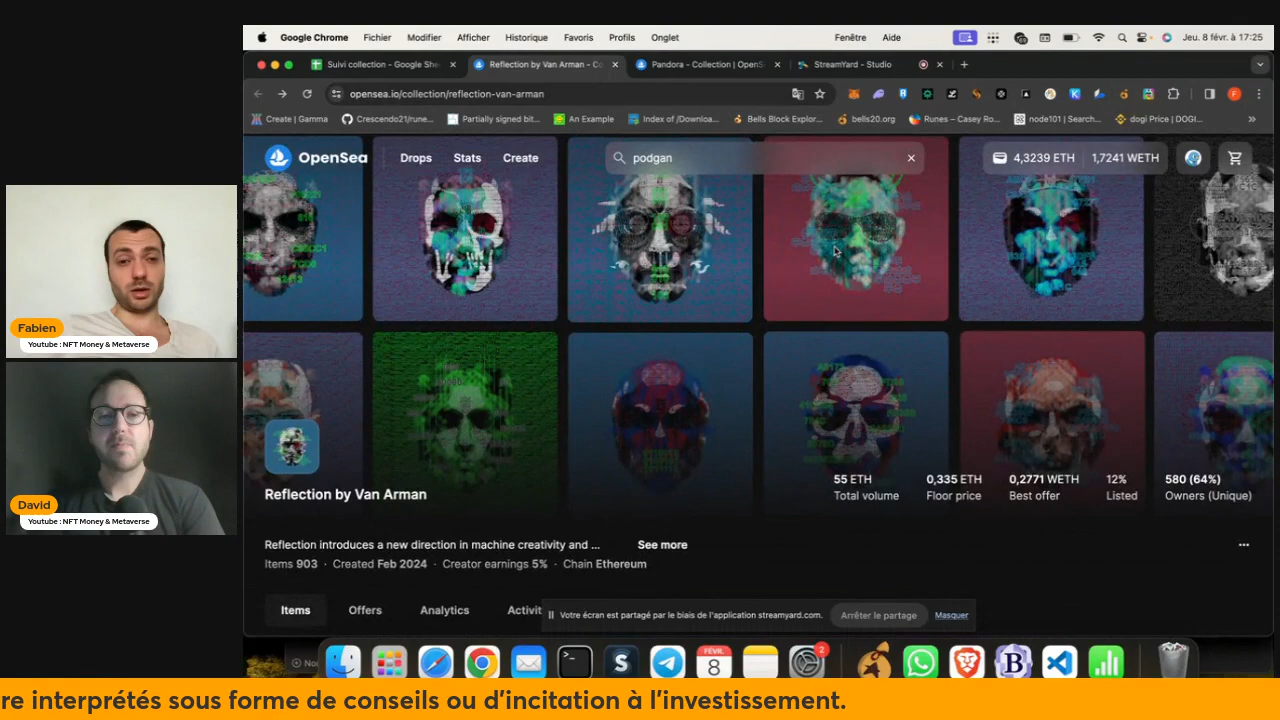 Google Chrome Fichier Modifier Afficher Historique Favoris Profils Onglet Fenêtre Aide Jeu. 8 févr. à 17:25
Suivi collection - Google She
Reflection by Van Arman - Co
Pandora - Collection | OpenS
StreamYard - Studio
opensea.io/collection/reflection-van-arman
Create | Gamma
Crescendo21/rune...
Partially signed bit...
An Example
Index of /Downloa...
Bells Block Explor...
bells20.org
Runes – Casey Ro...
node101 | Search...
dogi Price | DOGI...
OpenSea Drops Stats Create podgan 4,3239 ETH 1,7241 WETH
Fabien
Youtube : NFT Money & Metaverse
David
Youtube : NFT Money & Metaverse
55 ETH 0,335 ETH 0,2771 WETH 12% 580 (64%)
Reflection by Van Arman Total volume Floor price Best offer Listed Owners (Unique)
Reflection introduces a new direction in machine creativity and ... See more
Items 903 · Created Feb 2024 · Creator earnings 5% · Chain Ethereum
Items Offers Analytics Activit
Votre écran est partagé par le biais de l'application streamyard.com. Arrêter le partage Masquer
FÉVR.
8
2
re interprétés sous forme de conseils ou d'incitation à l'investissement.